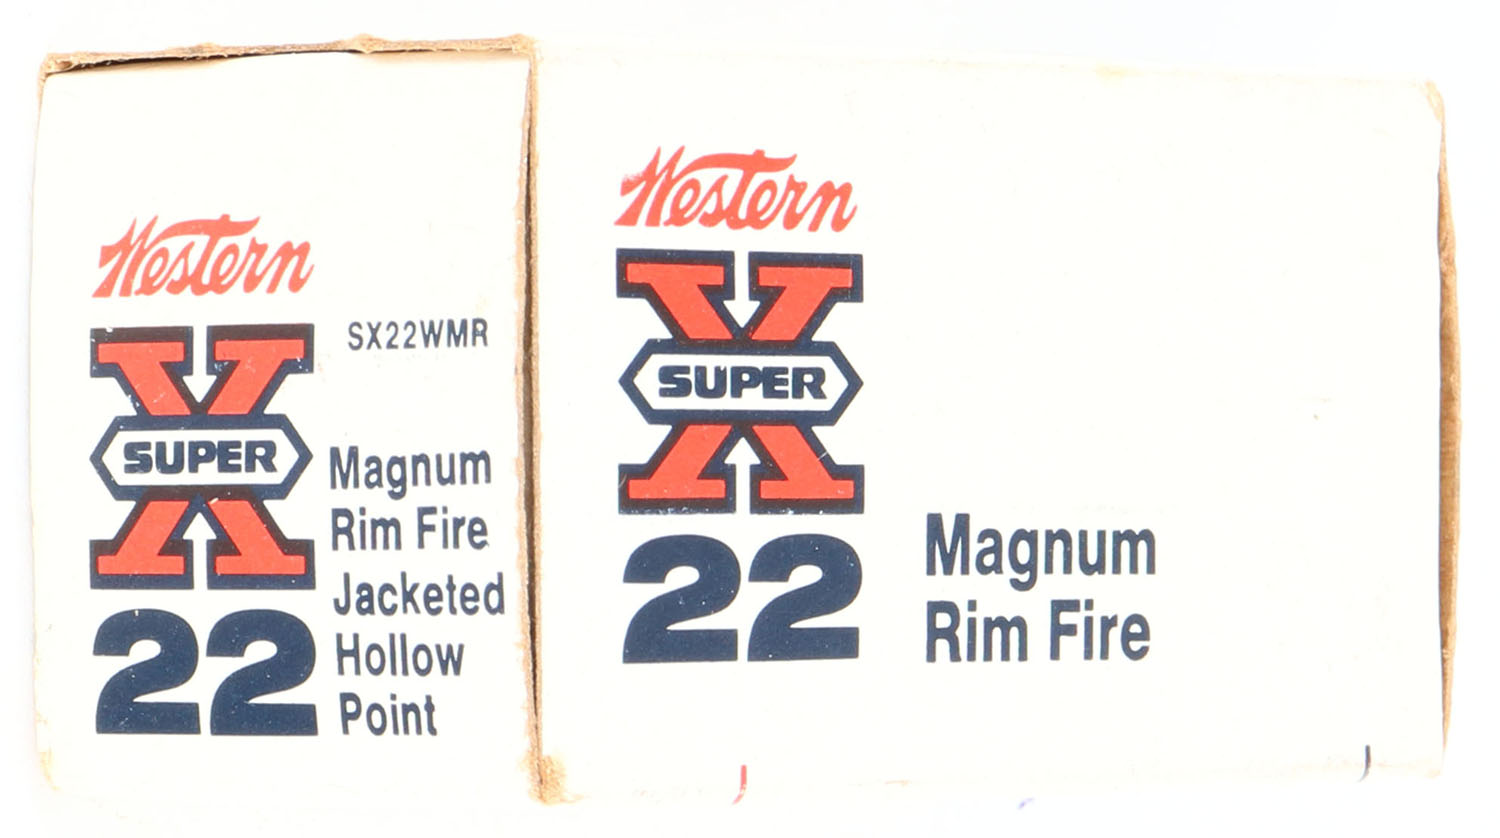 Western
X
SUPER
22
SX22WMR
Magnum
Rim Fire
Jacketed
Hollow
Point
Western
X
SUPER
22
Magnum
Rim Fire